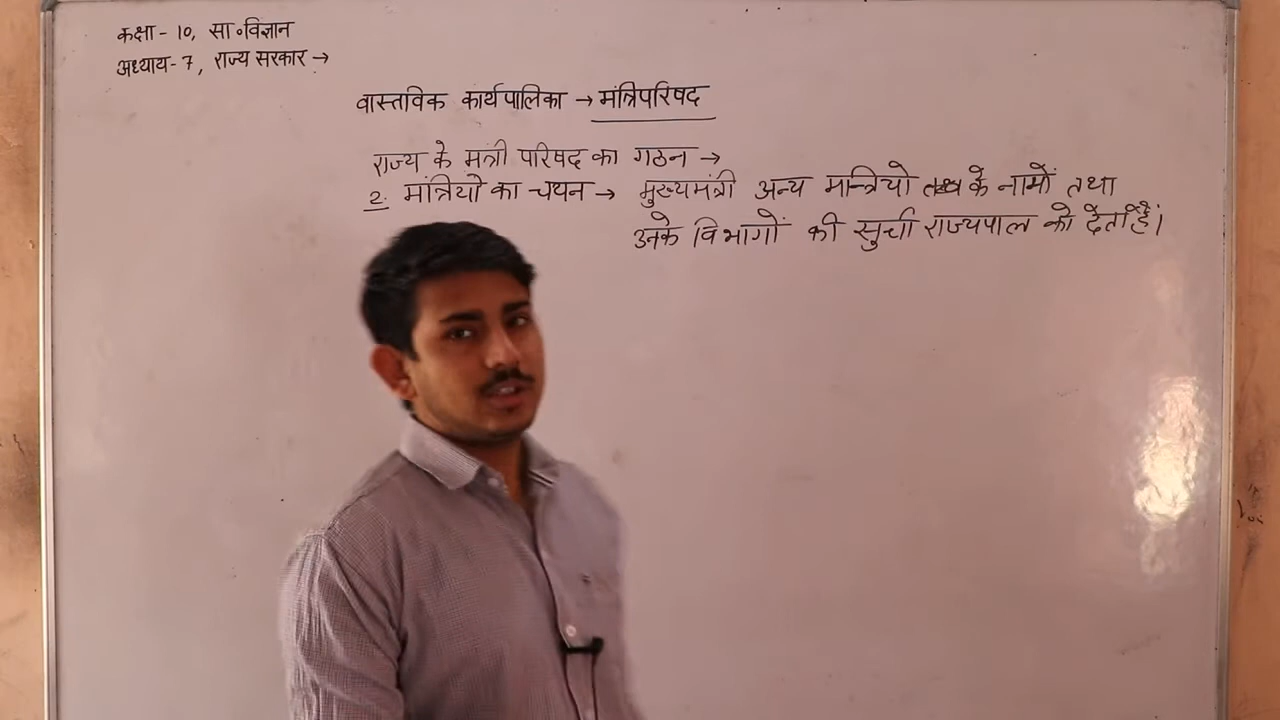 कक्षा - 10, सा॰विज्ञान
अध्याय - 7, राज्य सरकार →
वास्तविक कार्यपालिका → मंत्रिपरिषद
राज्य के मंत्री परिषद का गठन →
2. मंत्रियो का चयन → मुख्यमंत्री अन्य मन्त्रियो के नामों तथा
उनके विभागों की सुची राज्यपाल को देता है।